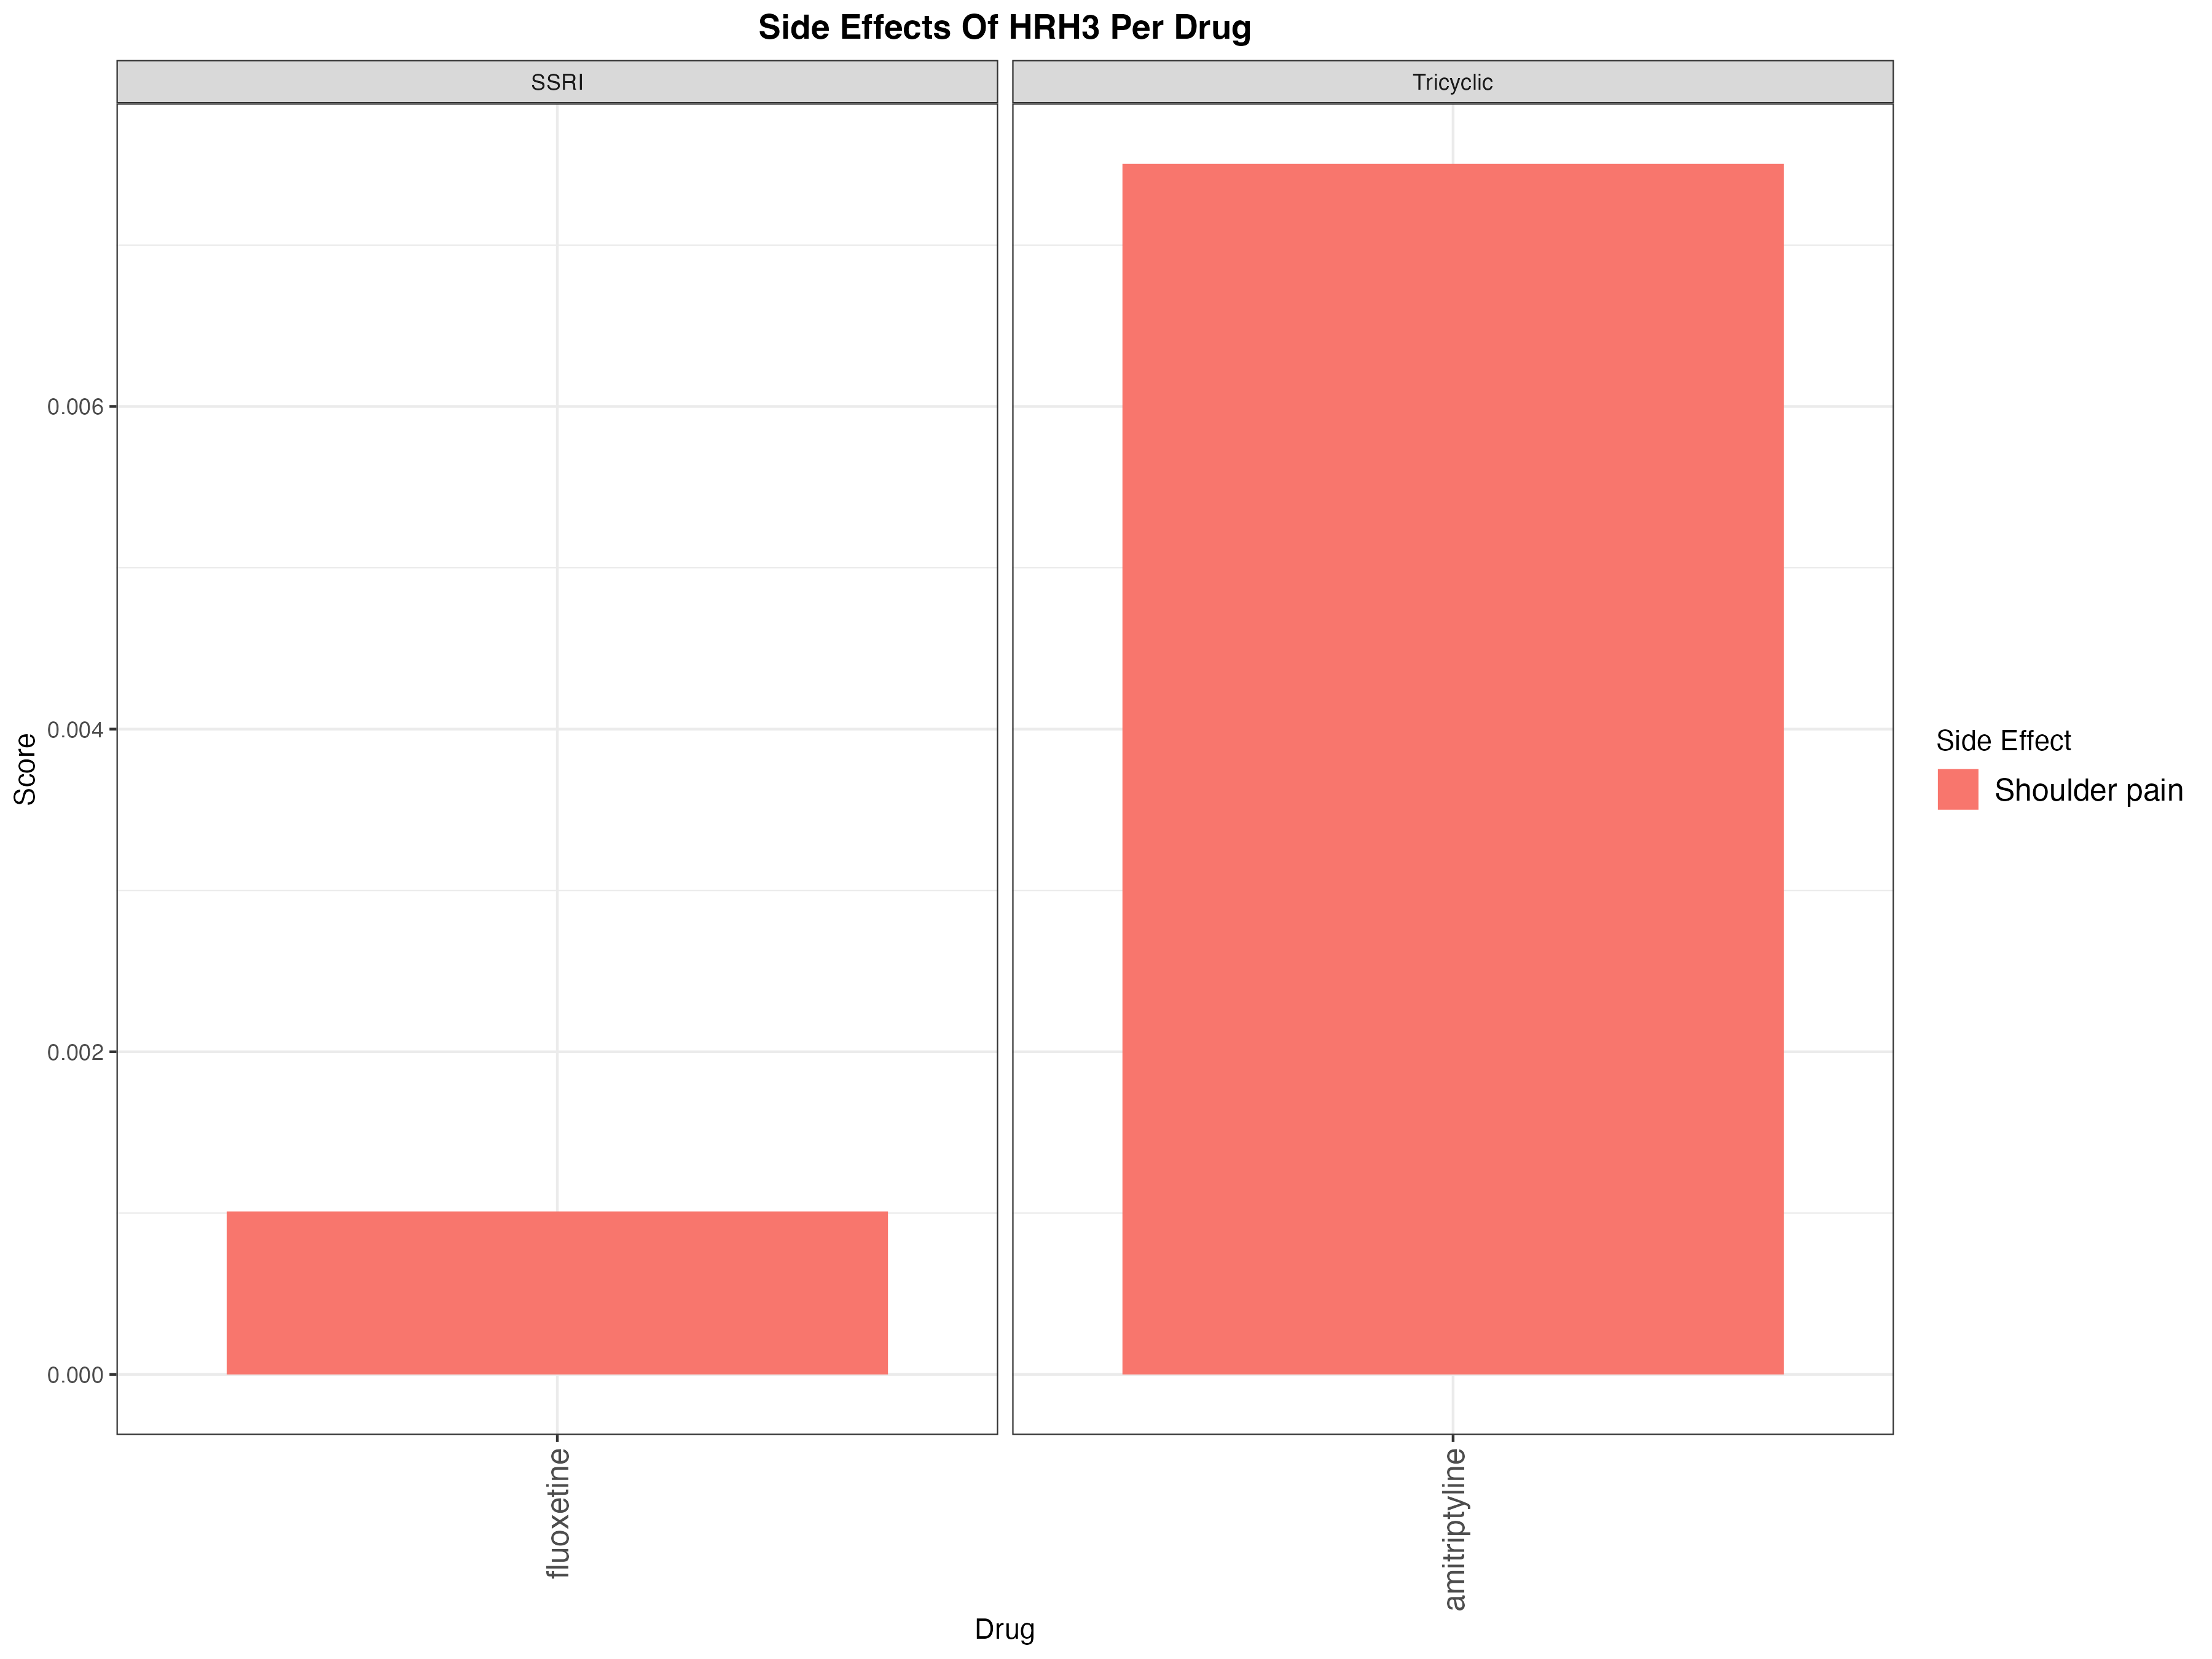 Side Effects Of HRH3 Per Drug
SSRI
Tricyclic
0.006
0.004
0.002
0.000
Score
fluoxetine
amitriptyline
Drug
Side Effect
Shoulder pain